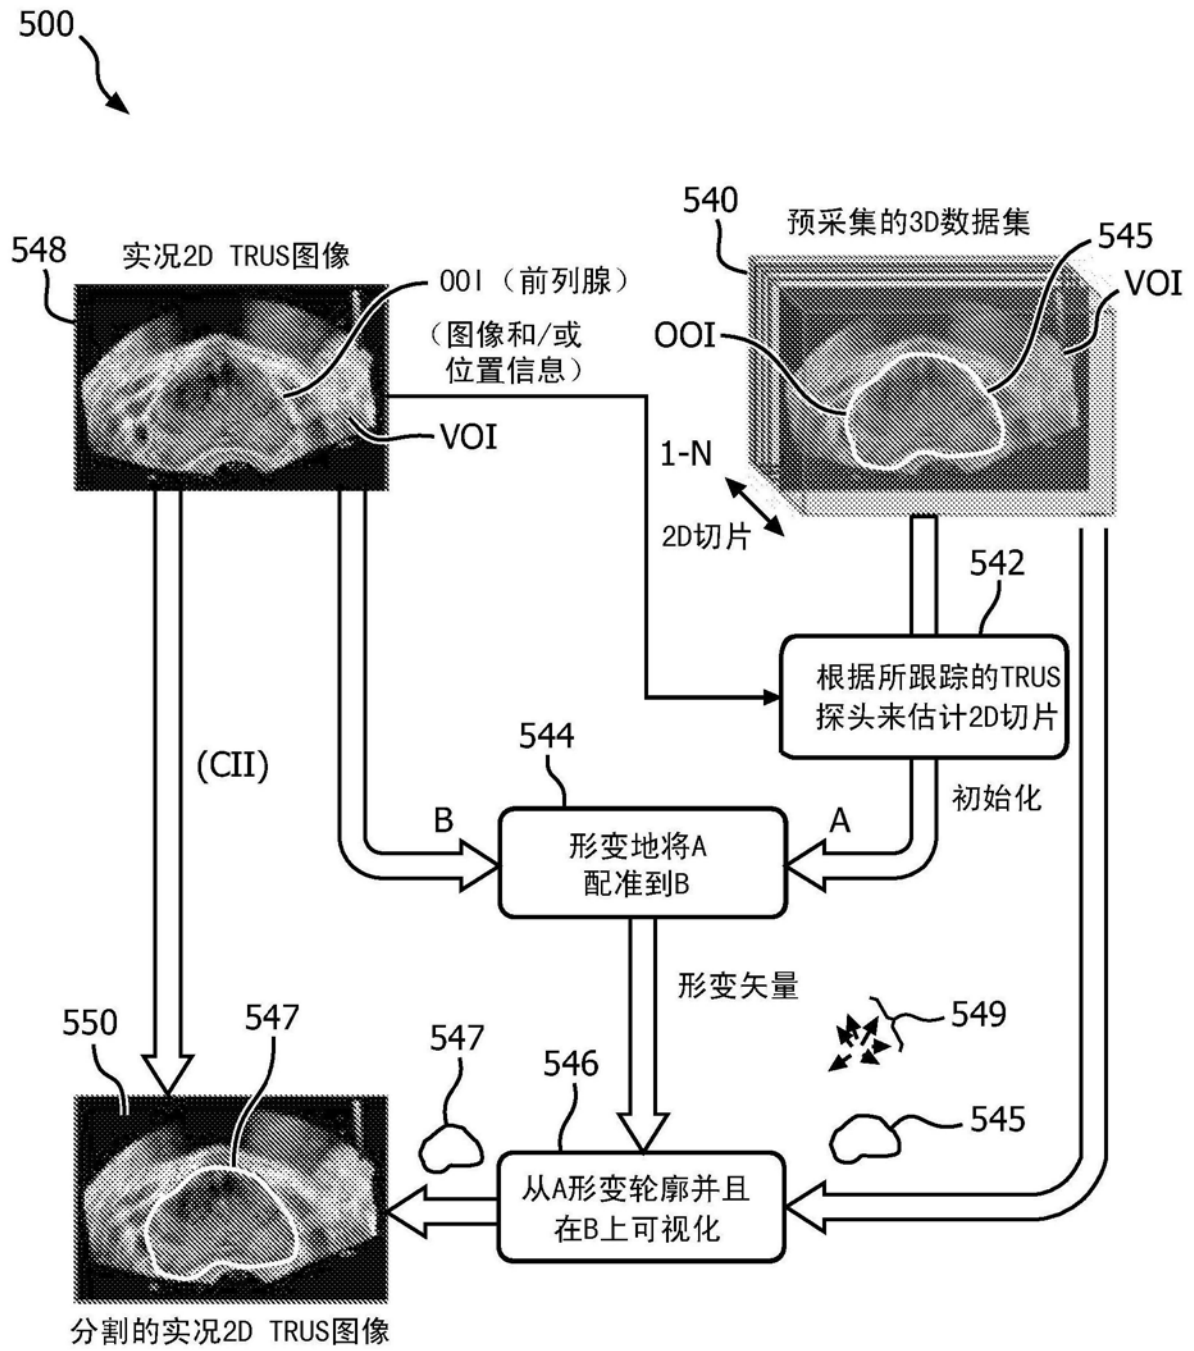 500
540
预采集的3D数据集
545
548
实况2D TRUS图像
OOI（前列腺）
VOI
（图像和/或
位置信息）
OOI
VOI
1-N
2D切片
542
根据所跟踪的TRUS
探头来估计2D切片
544
(CII)
初始化
B
A
形变地将A
配准到B
形变矢量
550
547
547
546
549
545
从A形变轮廓并且
在B上可视化
分割的实况2D TRUS图像